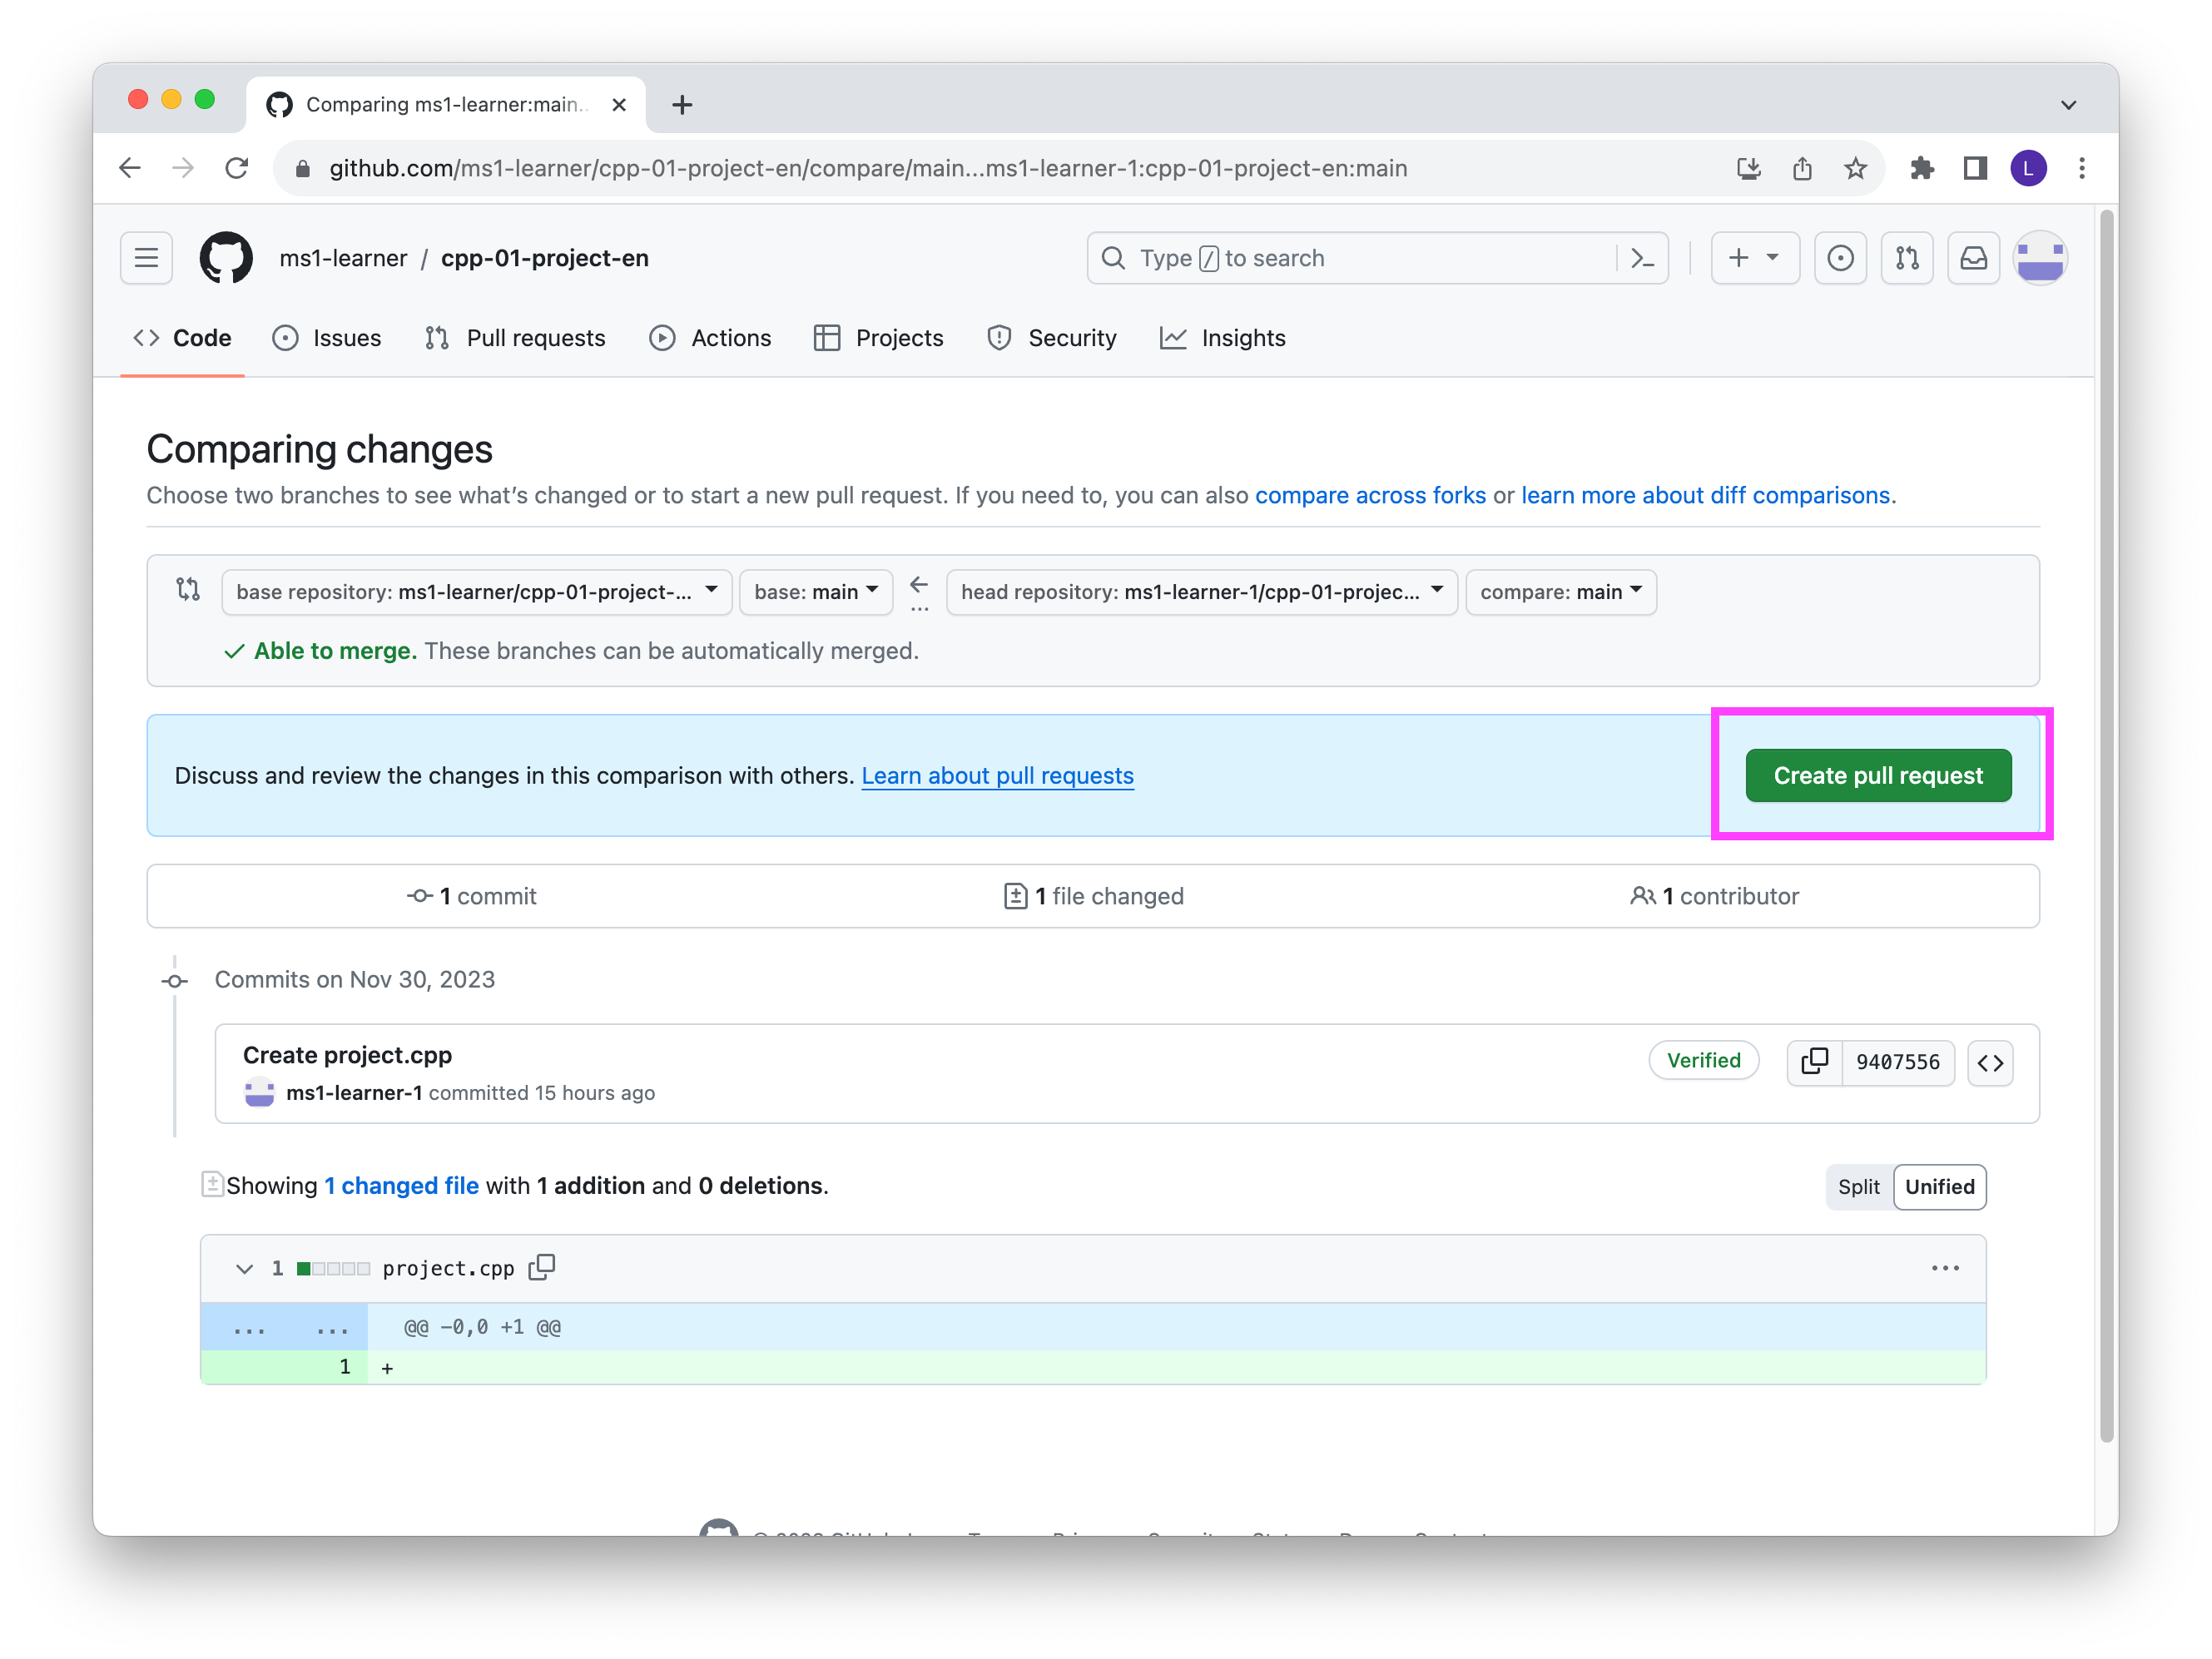 Comparing ms1-learner:main...
github.com/ms1-learner/cpp-01-project-en/compare/main...ms1-learner-1:cpp-01-project-en:main
L
ms1-learner / cpp-01-project-en
Type / to search
Code Issues Pull requests Actions Projects Security Insights
Comparing changes
Choose two branches to see what’s changed or to start a new pull request. If you need to, you can also compare across forks or learn more about diff comparisons.
base repository: ms1-learner/cpp-01-project-... base: main ... head repository: ms1-learner-1/cpp-01-projec... compare: main
Able to merge. These branches can be automatically merged.
Discuss and review the changes in this comparison with others. Learn about pull requests
Create pull request
1 commit 1 file changed 1 contributor
Commits on Nov 30, 2023
Create project.cpp
Verified 9407556
ms1-learner-1 committed 15 hours ago
Showing 1 changed file with 1 addition and 0 deletions.
Split Unified
1 project.cpp
... ... @@ -0,0 +1 @@
1 +